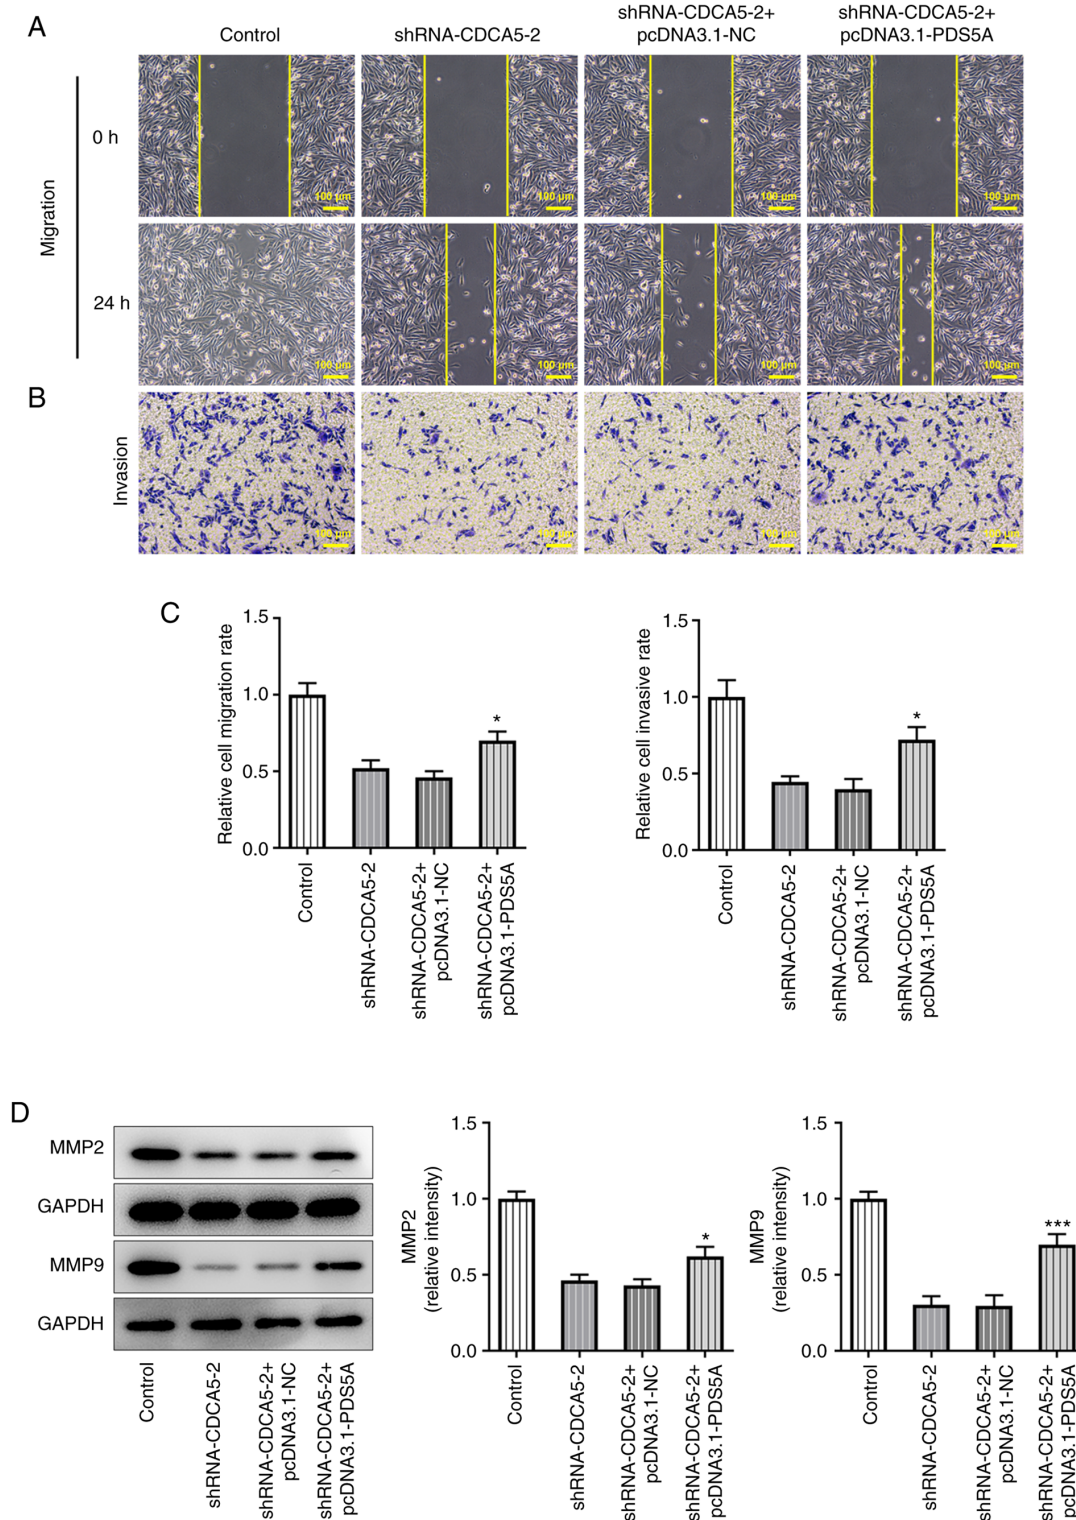 A
Control
shRNA-CDCA5-2
shRNA-CDCA5-2+
pcDNA3.1-NC
shRNA-CDCA5-2+
pcDNA3.1-PDS5A
Migration
0 h
100 µm
100 µm
100 µm
100 µm
24 h
100 µm
100 µm
100 µm
100 µm
B
Invasion
100 µm
100 µm
100 µm
100 µm
C
Relative cell migration rate
1.5
1.0
0.5
0.0
*
Control
shRNA-CDCA5-2
shRNA-CDCA5-2+
pcDNA3.1-NC
shRNA-CDCA5-2+
pcDNA3.1-PDS5A
Relative cell invasive rate
1.5
1.0
0.5
0.0
*
Control
shRNA-CDCA5-2
shRNA-CDCA5-2+
pcDNA3.1-NC
shRNA-CDCA5-2+
pcDNA3.1-PDS5A
D
MMP2
GAPDH
MMP9
GAPDH
Control
shRNA-CDCA5-2
shRNA-CDCA5-2+
pcDNA3.1-NC
shRNA-CDCA5-2+
pcDNA3.1-PDS5A
MMP2
(relative intensity)
1.5
1.0
0.5
0.0
*
Control
shRNA-CDCA5-2
shRNA-CDCA5-2+
pcDNA3.1-NC
shRNA-CDCA5-2+
pcDNA3.1-PDS5A
MMP9
(relative intensity)
1.5
1.0
0.5
0.0
***
Control
shRNA-CDCA5-2
shRNA-CDCA5-2+
pcDNA3.1-NC
shRNA-CDCA5-2+
pcDNA3.1-PDS5A